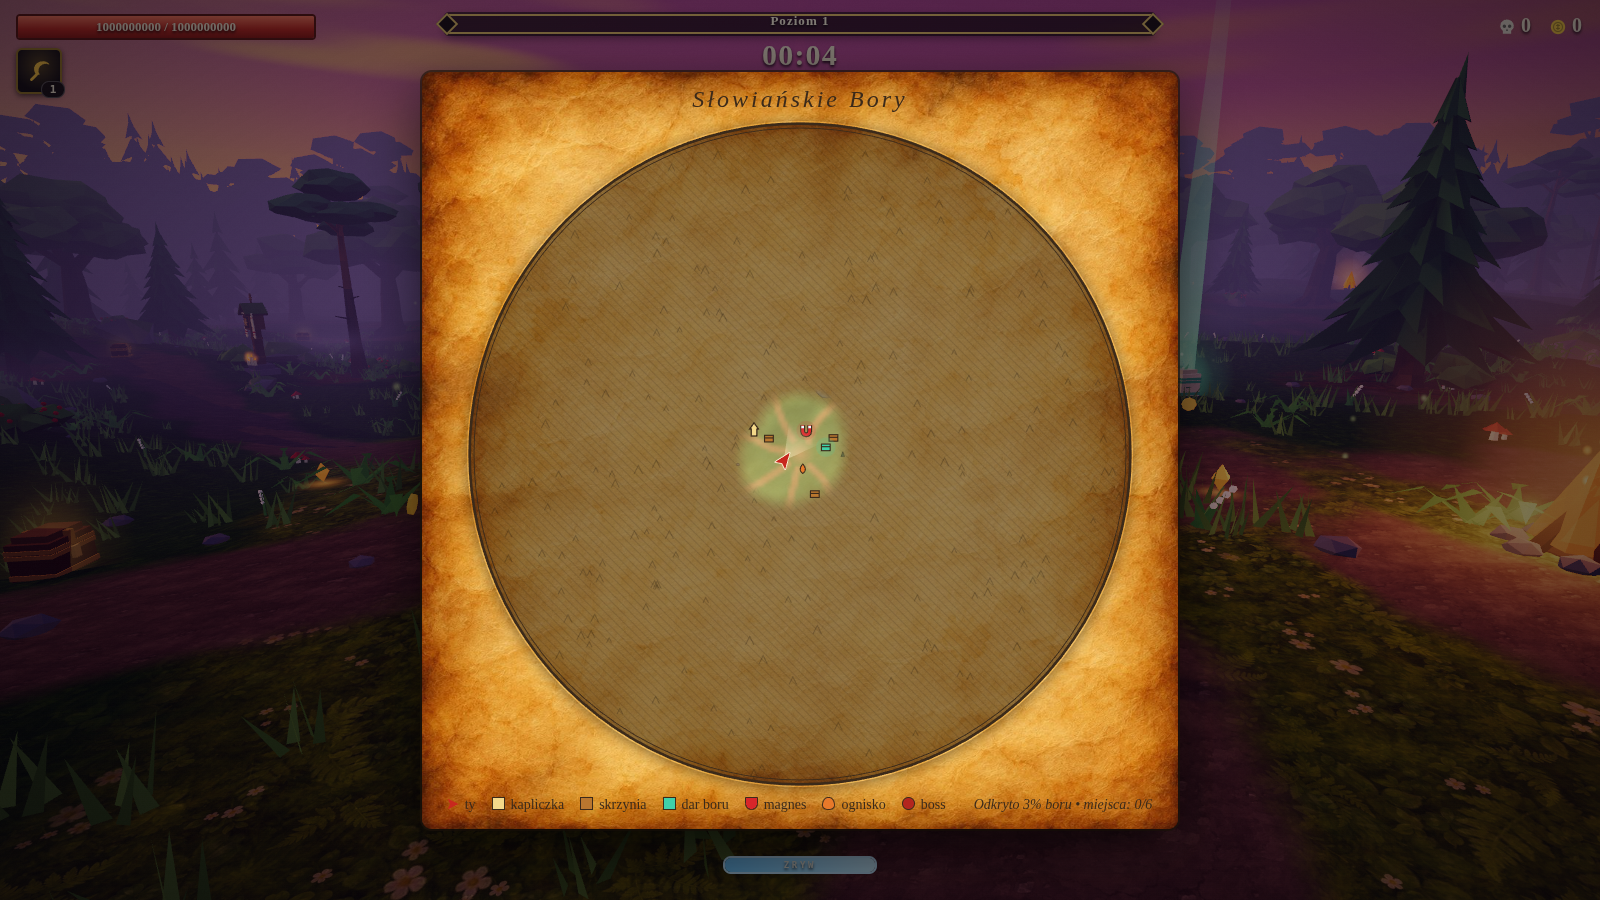 1000000000 / 1000000000
Poziom 1
0 0
00:04
1
Słowiańskie Bory
ty kapliczka skrzynia dar boru magnes ognisko boss Odkryto 3% boru • miejsca: 0/6